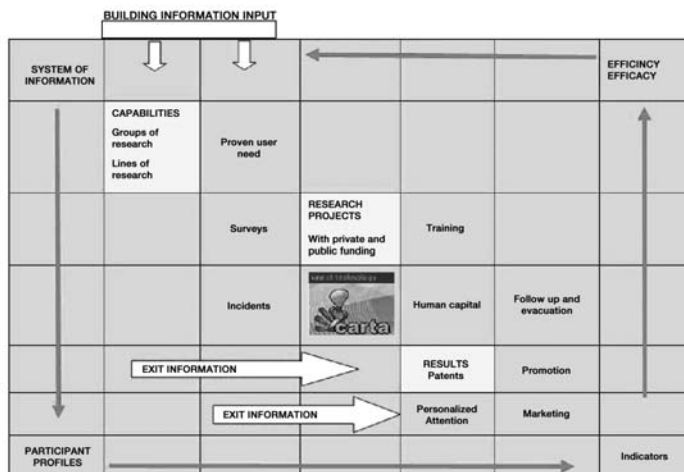 BUILDING INFORMATION INPUT
SYSTEM OF
INFORMATION
EFFICINCY
EFFICACY
CAPABILITIES
Groups of
research
Lines of
research
Proven user
need
Surveys
RESEARCH
PROJECTS
With private and
public funding
Training
Incidents
carta
Human capital
Follow up and
evacuation
EXIT INFORMATION
RESULTS
Patents
Promotion
EXIT INFORMATION
Personalized
Attention
Marketing
PARTICIPANT
PROFILES
Indicators